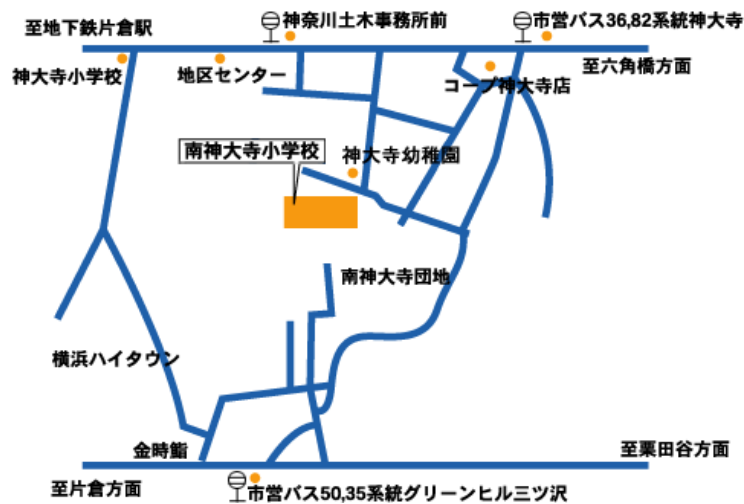 至地下鉄片倉駅
神奈川土木事務所前
市営バス36,82系統神大寺
神大寺小学校
地区センター
コープ神大寺店
至六角橋方面
南神大寺小学校
神大寺幼稚園
南神大寺団地
横浜ハイタウン
金時鮨
至栗田谷方面
至片倉方面
市営バス50,35系統グリーンヒル三ツ沢